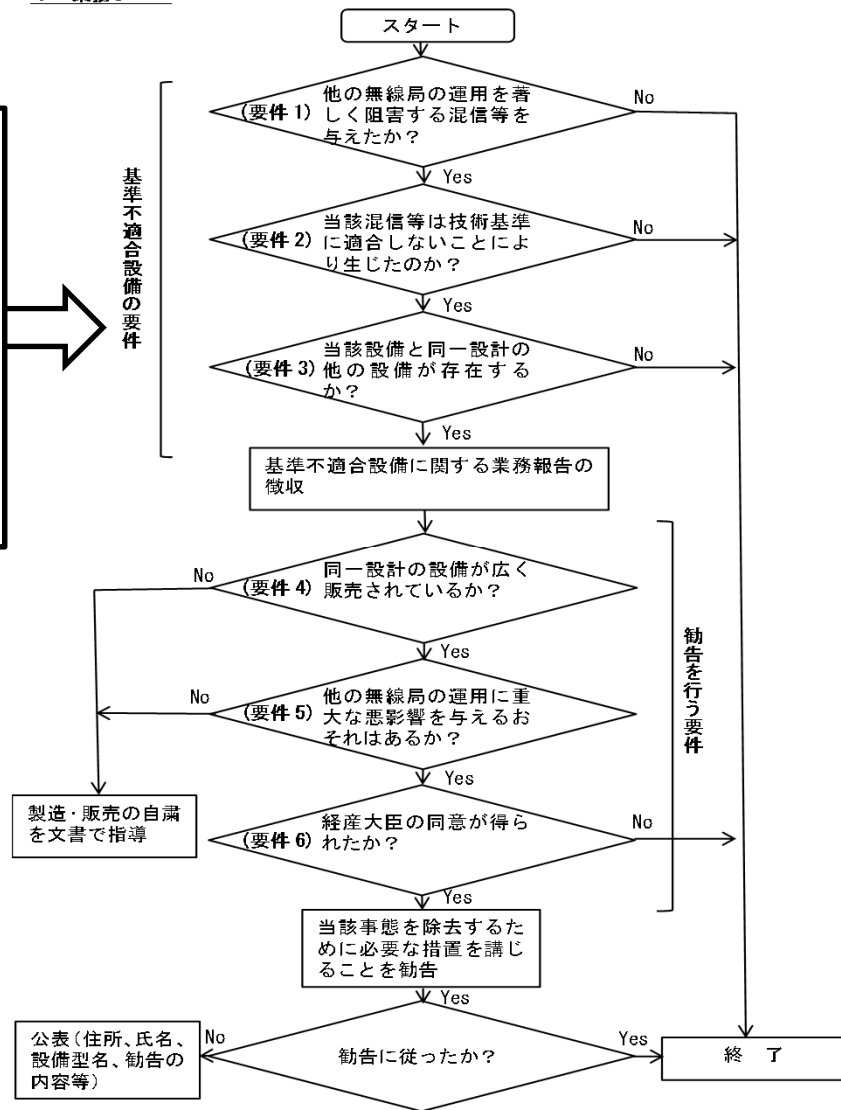 スタート
(要件 1)
他の無線局の運用を著
しく阻害する混信等を
与えたか？
No
Yes
基準不適合設備の要件
(要件 2)
当該混信等は技術基準
に適合しないことによ
り生じたのか？
No
Yes
(要件 3)
当該設備と同一設計の
他の設備が存在する
か？
No
Yes
基準不適合設備に関する業務報告の
徴収
(要件 4)
同一設計の設備が広く
販売されているか？
No
Yes
勧告を行う要件
(要件 5)
他の無線局の運用に重
大な悪影響を与えるお
それはあるか？
No
Yes
製造・販売の自粛
を文書で指導
(要件 6)
経産大臣の同意が得ら
れたか？
No
Yes
当該事態を除去するた
めに必要な措置を講じ
ることを勧告
Yes
勧告に従ったか？
No
Yes
公表（住所、氏名、
設備型名、勧告の
内容等）
終　了